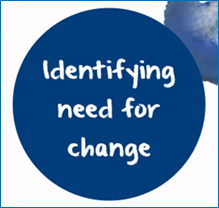 Identifying
need for
change